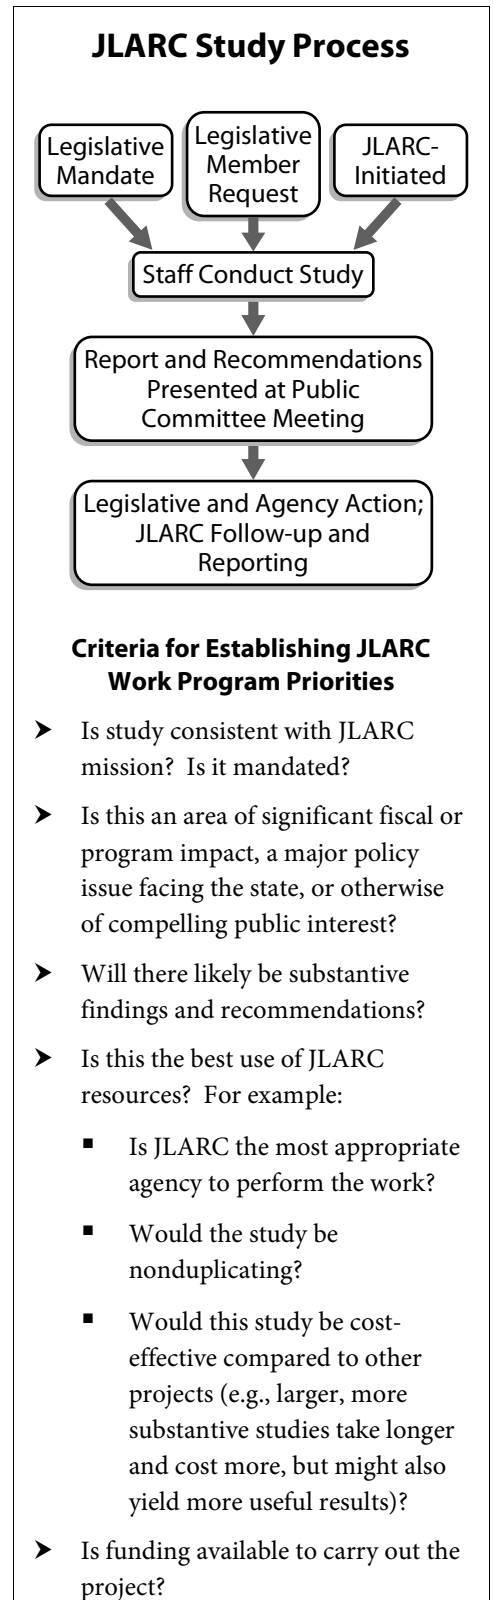 JLARC Study Process
Legislative
Mandate
Legislative
Member
Request
JLARC-
Initiated
Staff Conduct Study
Report and Recommendations
Presented at Public
Committee Meeting
Legislative and Agency Action;
JLARC Follow-up and
Reporting
Criteria for Establishing JLARC
Work Program Priorities
➤ Is study consistent with JLARC
mission? Is it mandated?
➤ Is this an area of significant fiscal or
program impact, a major policy
issue facing the state, or otherwise
of compelling public interest?
➤ Will there likely be substantive
findings and recommendations?
➤ Is this the best use of JLARC
resources? For example:
▪ Is JLARC the most appropriate
agency to perform the work?
▪ Would the study be
nonduplicating?
▪ Would this study be cost-
effective compared to other
projects (e.g., larger, more
substantive studies take longer
and cost more, but might also
yield more useful results)?
➤ Is funding available to carry out the
project?